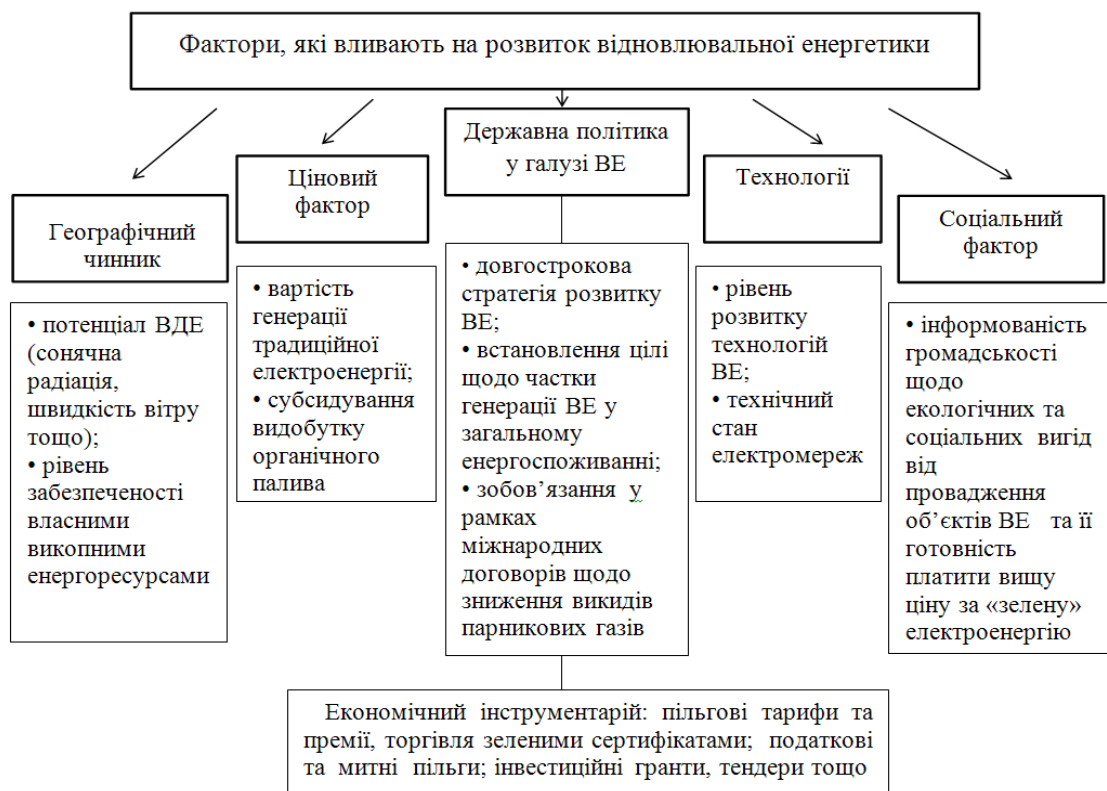 Фактори, які вливають на розвиток відновлювальної енергетики
Географічний
чинник
• потенціал ВДЕ
(сонячна
радіація,
швидкість вітру
тощо);
• рівень
забезпеченості
власними
викопними
енергоресурсами
Ціновий
фактор
• вартість
генерації
традиційної
електроенергії;
• субсидування
видобутку
органічного
палива
Державна політика
у галузі ВЕ
• довгострокова
стратегія розвитку
ВЕ;
• встановлення цілі
щодо частки
генерації ВЕ у
загальному
енергоспоживанні;
• зобов’язання у
рамках
міжнародних
договорів щодо
зниження викидів
парникових газів
Технології
• рівень
розвитку
технологій
ВЕ;
• технічний
стан
електромереж
Соціальний
фактор
• інформованість
громадськості
щодо
екологічних та
соціальних вигід
від
провадження
об’єктів ВЕ та її
готовність
платити вищу
ціну за «зелену»
електроенергію
Економічний інструментарій: пільгові тарифи та
премії, торгівля зеленими сертифікатами; податкові
та митні пільги; інвестиційні гранти, тендери тощо